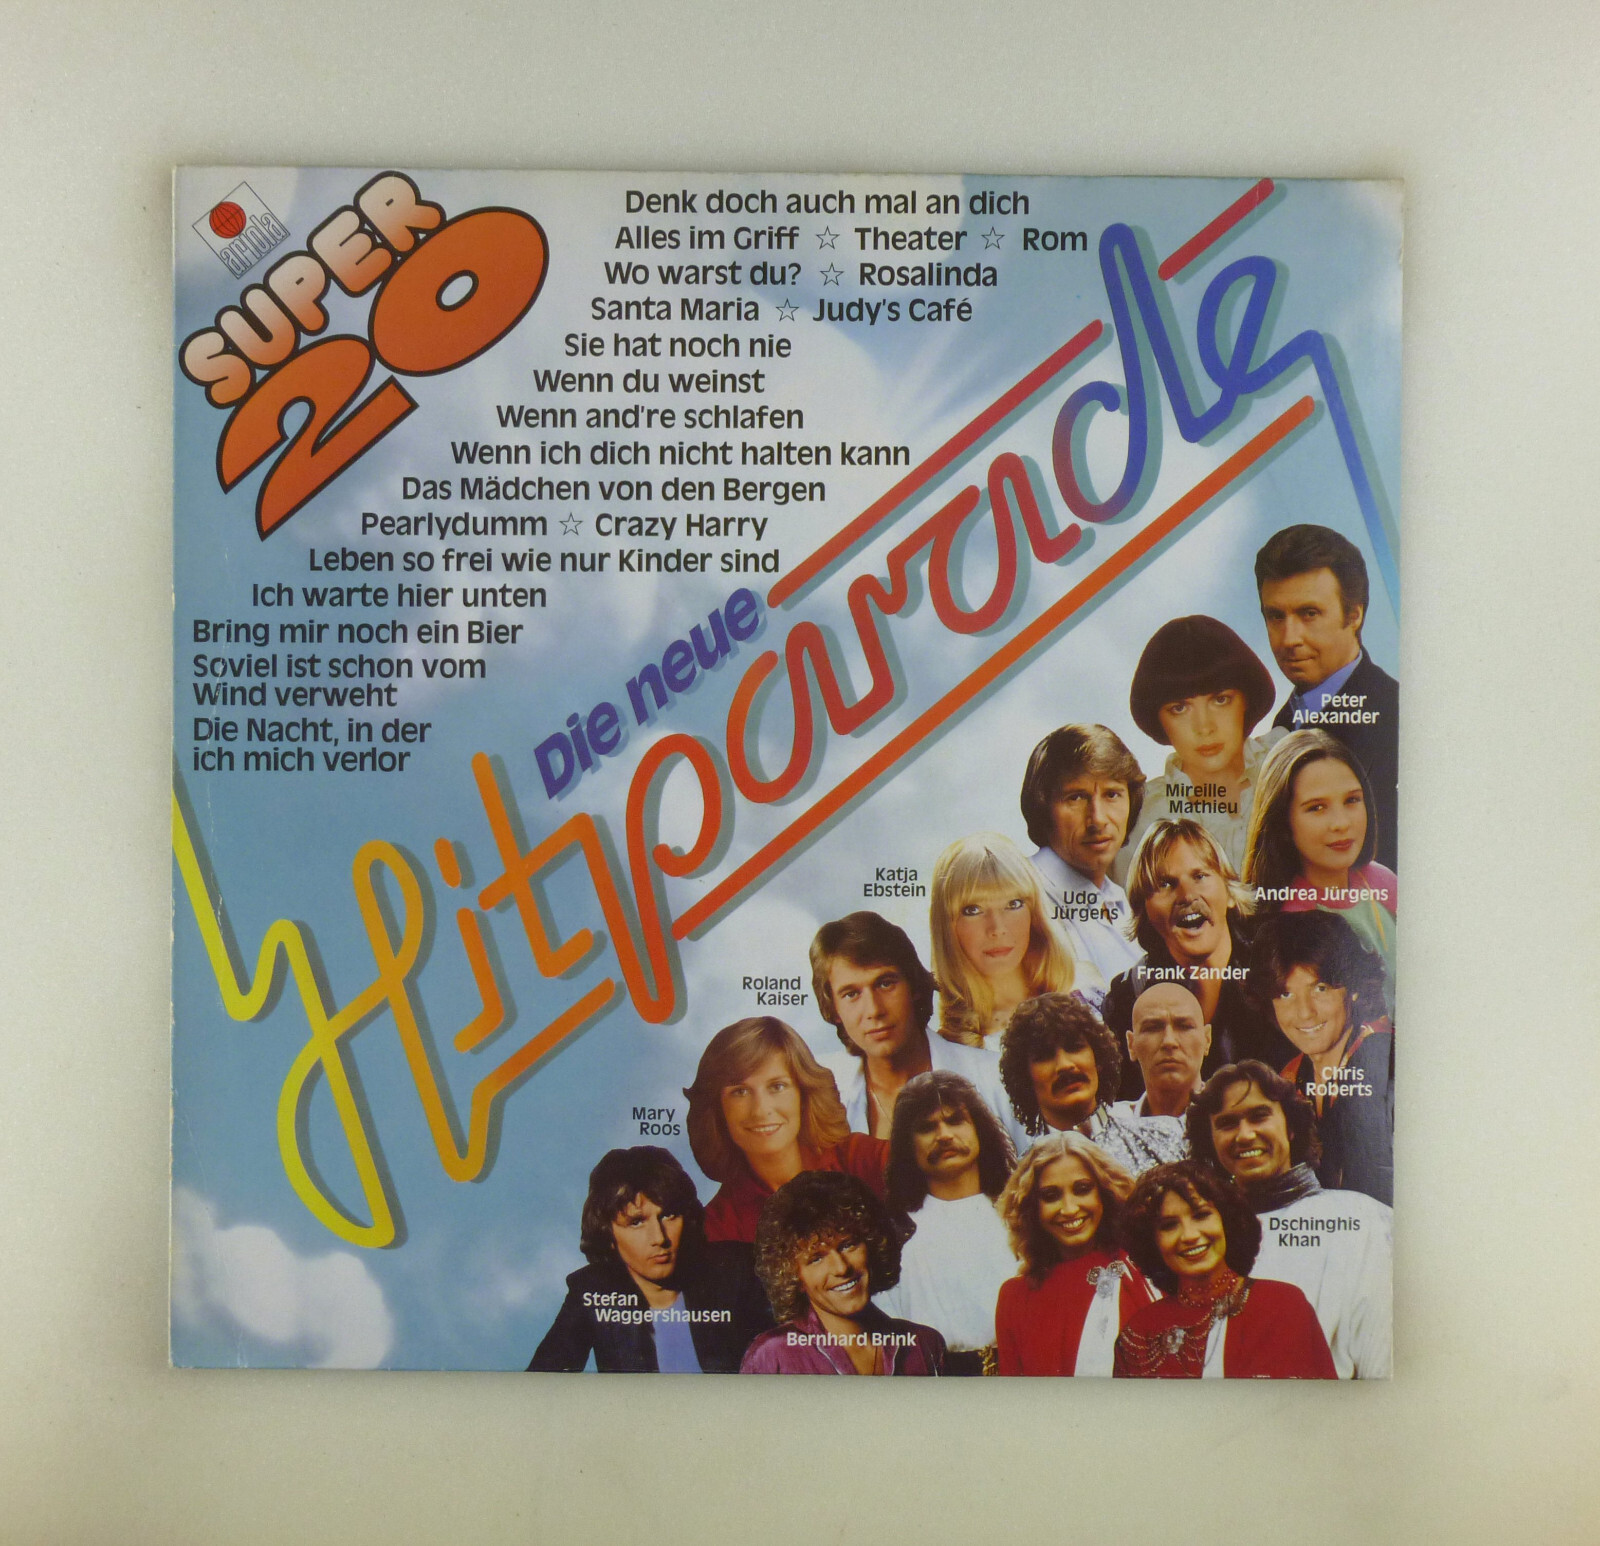 ariola
SUPER
20
Denk doch auch mal an dich
Alles im Griff ☆ Theater ☆ Rom
Wo warst du? ☆ Rosalinda
Santa Maria ☆ Judy's Café
Sie hat noch nie
Wenn du weinst
Wenn and're schlafen
Wenn ich dich nicht halten kann
Das Mädchen von den Bergen
Pearlydumm ☆ Crazy Harry
Leben so frei wie nur Kinder sind
Ich warte hier unten
Bring mir noch ein Bier
Soviel ist schon vom
Wind verweht
Die Nacht, in der
ich mich verlor
Die neue
Hitparade
Peter
Alexander
Mireille
Mathieu
Katja
Ebstein
Udo
Jürgens
Andrea Jürgens
Roland
Kaiser
Frank Zander
Chris
Roberts
Mary
Roos
Dschinghis
Khan
Stefan
Waggershausen
Bernhard Brink